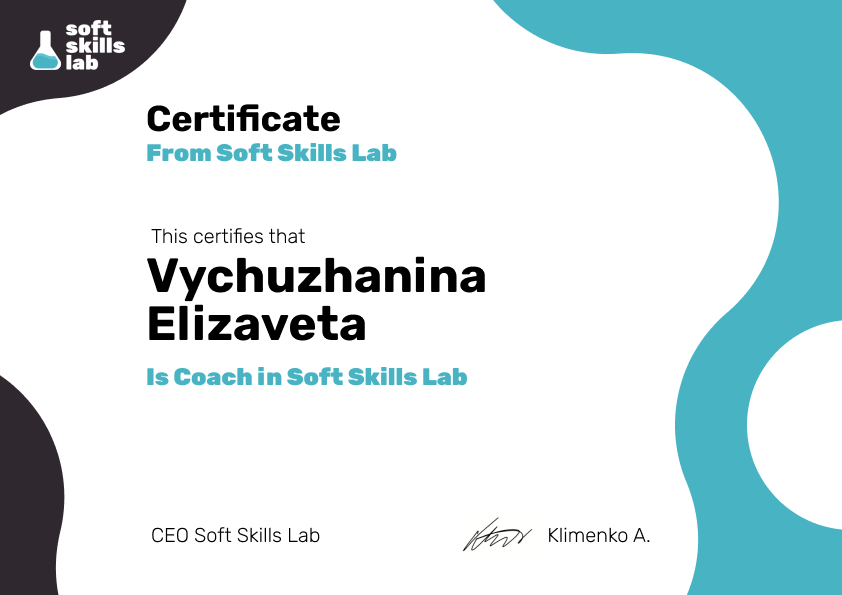 soft
skills
lab
Certificate
From Soft Skills Lab
This certifies that
Vychuzhanina
Elizaveta
Is Coach in Soft Skills Lab
CEO Soft Skills Lab
Klimenko A.